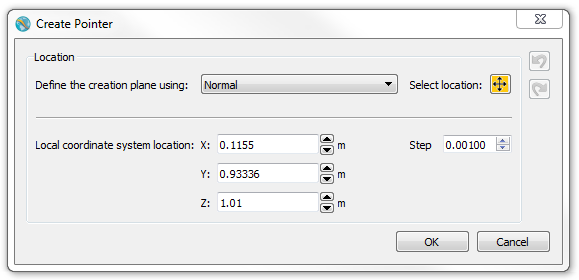 Create Pointer
Location
Define the creation plane using: Normal Select location:
Local coordinate system location: X: 0.1155 m Step 0.00100
Y: 0.93336 m
Z: 1.01 m
OK Cancel